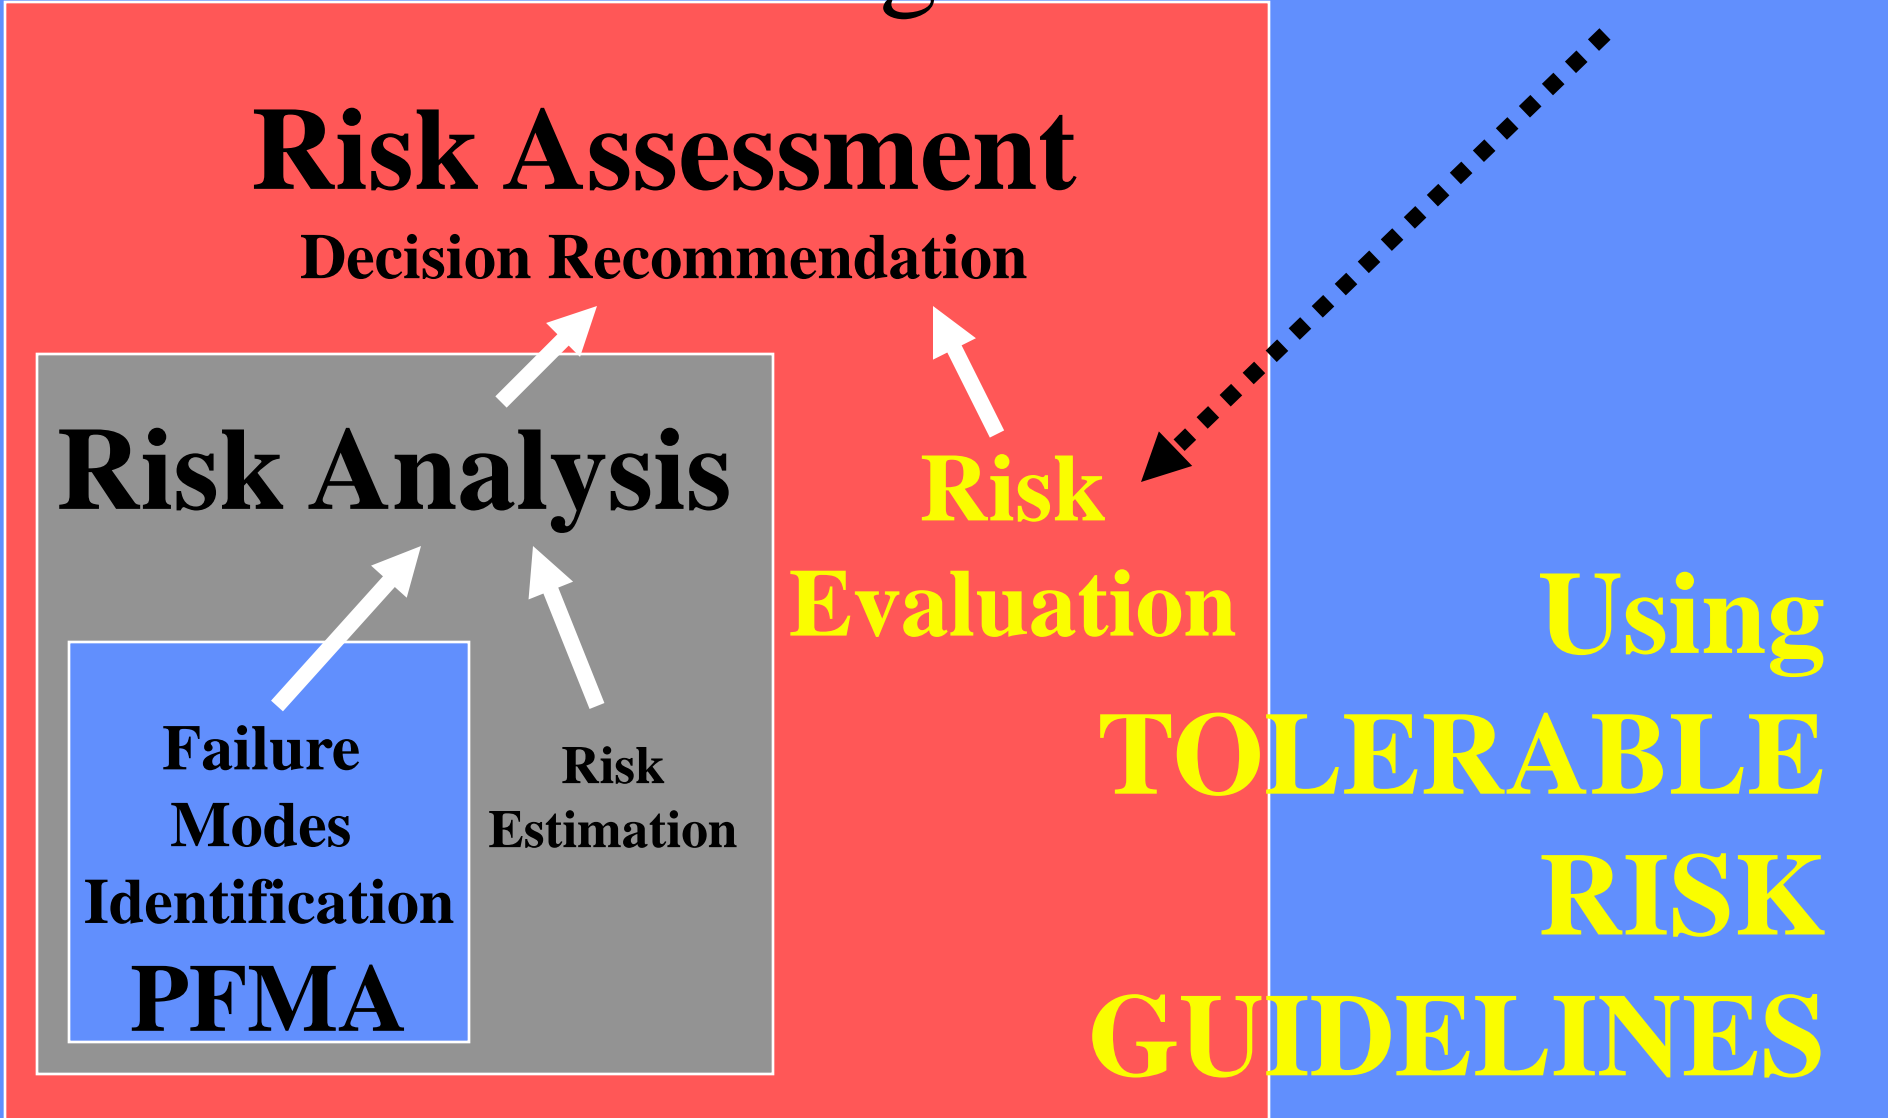 Risk Assessment
Decision Recommendation
Risk Analysis
Risk
Evaluation
Failure
Modes
Identification
PFMA
Risk
Estimation
Using
TOLERABLE
RISK
GUIDELINES